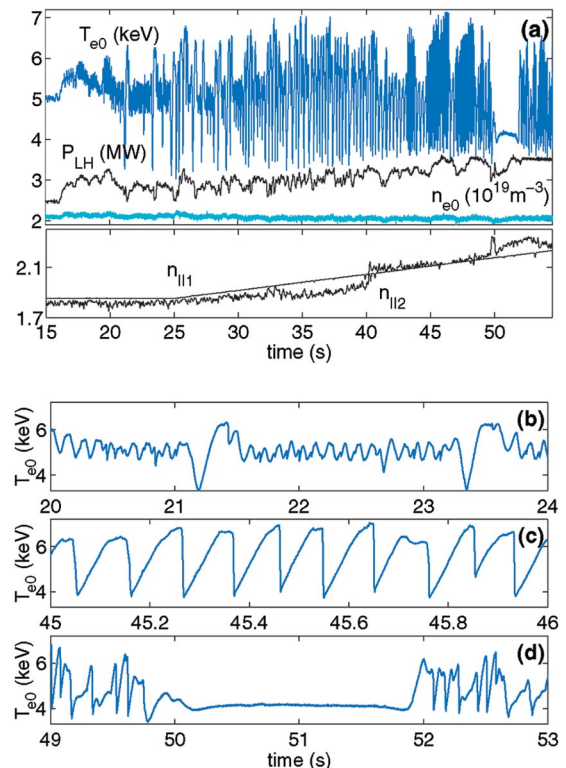 7 T_e0 (keV) (a)
6
5
4
P_LH (MW)
3 n_e0 (10^19 m^-3)
2
2.1 n_||1
n_||2
1.7
15 20 25 30 35 40 45 50
time (s)
T_e0 (keV) 6 4 (b)
20 21 22 23 24
T_e0 (keV) 6 4 (c)
45 45.2 45.4 45.6 45.8 46
T_e0 (keV) 6 4 (d)
49 50 51 52 53
time (s)